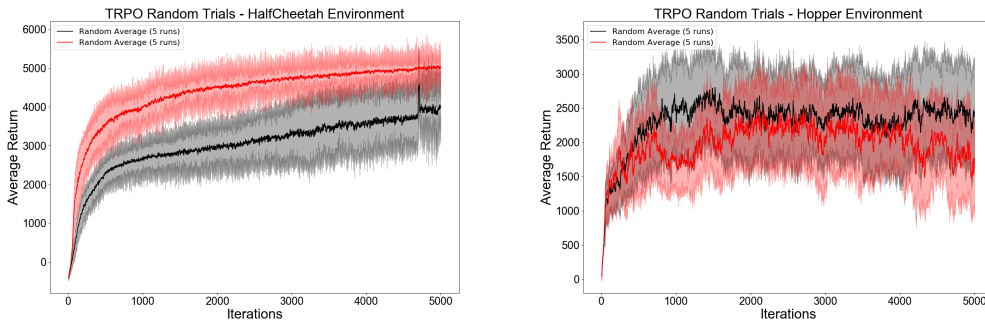 TRPO Random Trials - HalfCheetah Environment
Random Average (5 runs)
Random Average (5 runs)
6000
5000
4000
3000
2000
1000
0
Average Return
0 1000 2000 3000 4000 5000
Iterations
TRPO Random Trials - Hopper Environment
Random Average (5 runs)
Random Average (5 runs)
3500
3000
2500
2000
1500
1000
500
0
Average Return
0 1000 2000 3000 4000 5000
Iterations